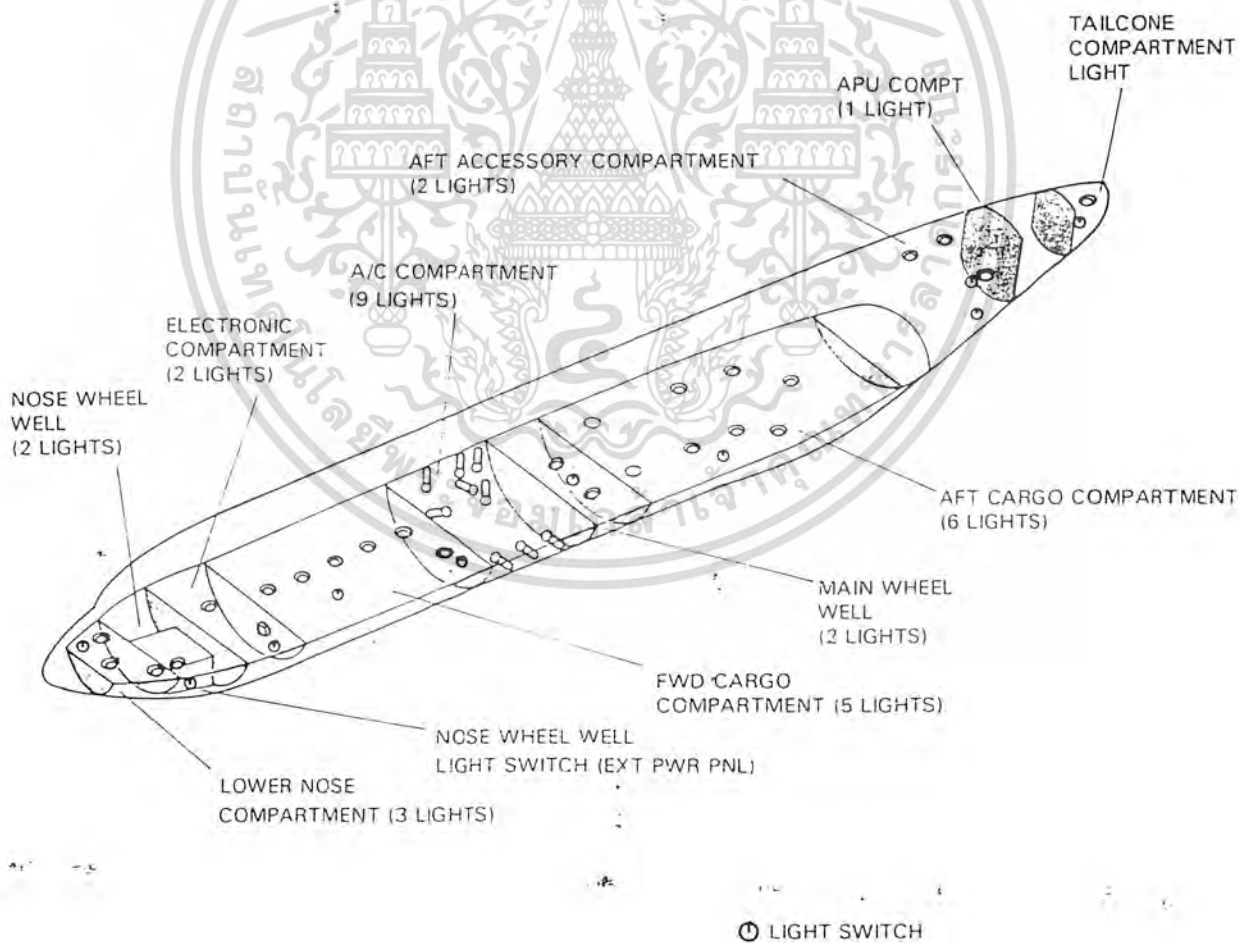 TAILCONE
COMPARTMENT
LIGHT
APU COMPT
(1 LIGHT)
AFT ACCESSORY COMPARTMENT
(2 LIGHTS)
A/C COMPARTMENT
(9 LIGHTS)
ELECTRONIC
COMPARTMENT
(2 LIGHTS)
NOSE WHEEL
WELL
(2 LIGHTS)
AFT CARGO COMPARTMENT
(6 LIGHTS)
MAIN WHEEL
WELL
(2 LIGHTS)
FWD CARGO
COMPARTMENT (5 LIGHTS)
NOSE WHEEL WELL
LIGHT SWITCH (EXT PWR PNL)
LOWER NOSE
COMPARTMENT (3 LIGHTS)
LIGHT SWITCH